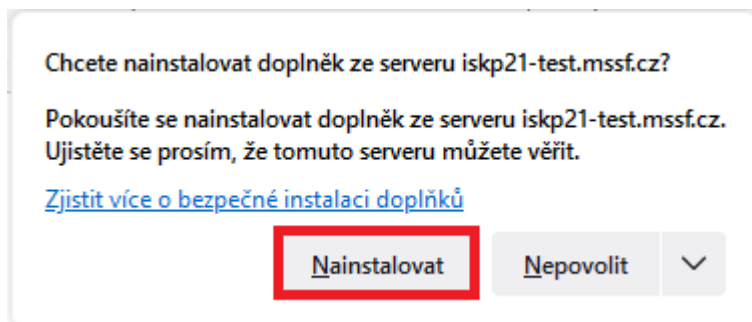 Chcete nainstalovat doplněk ze serveru iskp21-test.mssf.cz?
Pokoušíte se nainstalovat doplněk ze serveru iskp21-test.mssf.cz.
Ujistěte se prosím, že tomuto serveru můžete věřit.
Zjistit více o bezpečné instalaci doplňků
Nainstalovat Nepovolit